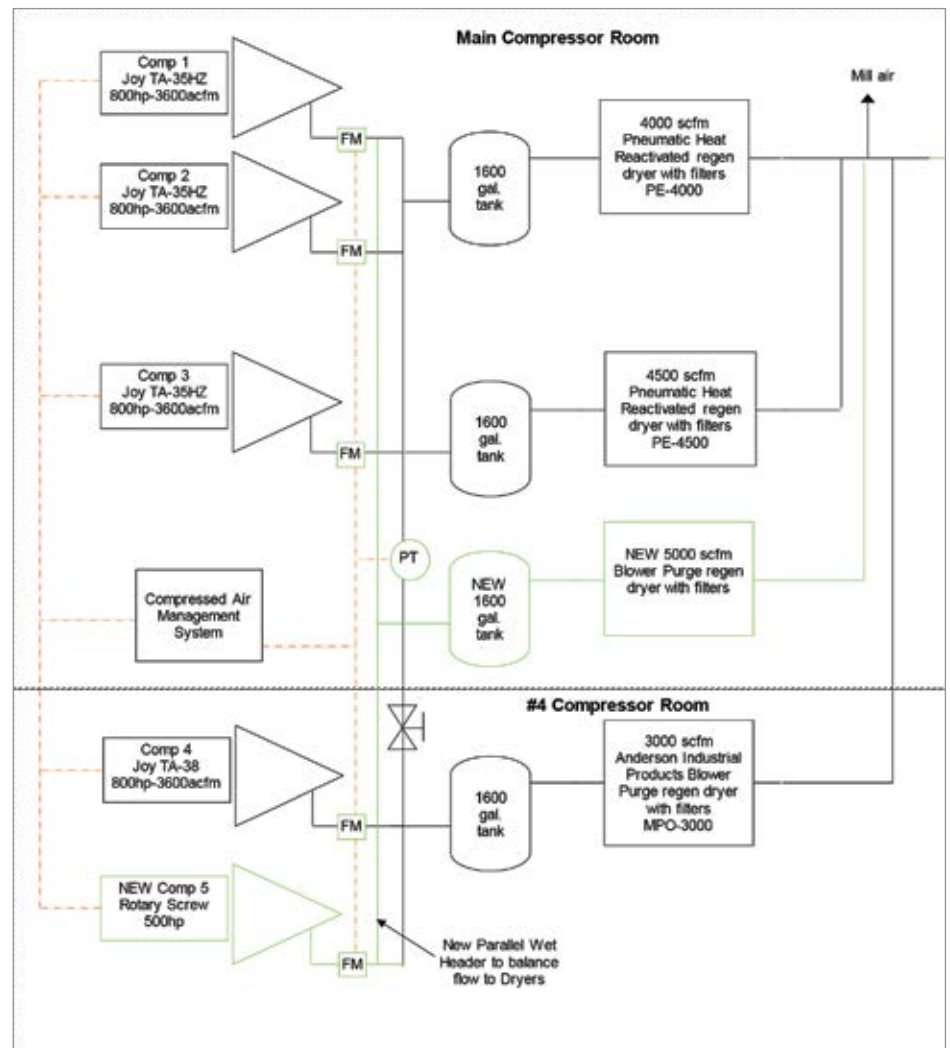 Main Compressor Room
Comp 1
Joy TA-35HZ
800hp-3600acfm
FM
Comp 2
Joy TA-35HZ
800hp-3600acfm
FM
1600
gal.
tank
4000 scfm
Pneumatic Heat
Reactivated regen
dryer with filters
PE-4000
Mill air
Comp 3
Joy TA-35HZ
800hp-3600acfm
FM
1600
gal.
tank
4500 scfm
Pneumatic Heat
Reactivated regen
dryer with filters
PE-4500
PT
Compressed Air
Management
System
NEW
1600
gal.
tank
NEW 5000 scfm
Blower Purge regen
dryer with filters
#4 Compressor Room
Comp 4
Joy TA-38
800hp-3600acfm
FM
1600
gal.
tank
3000 scfm
Anderson Industrial
Products Blower
Purge regen dryer
with filters
MPO-3000
NEW Comp 5
Rotary Screw
500hp
FM
New Parallel Wet
Header to balance
flow to Dryers